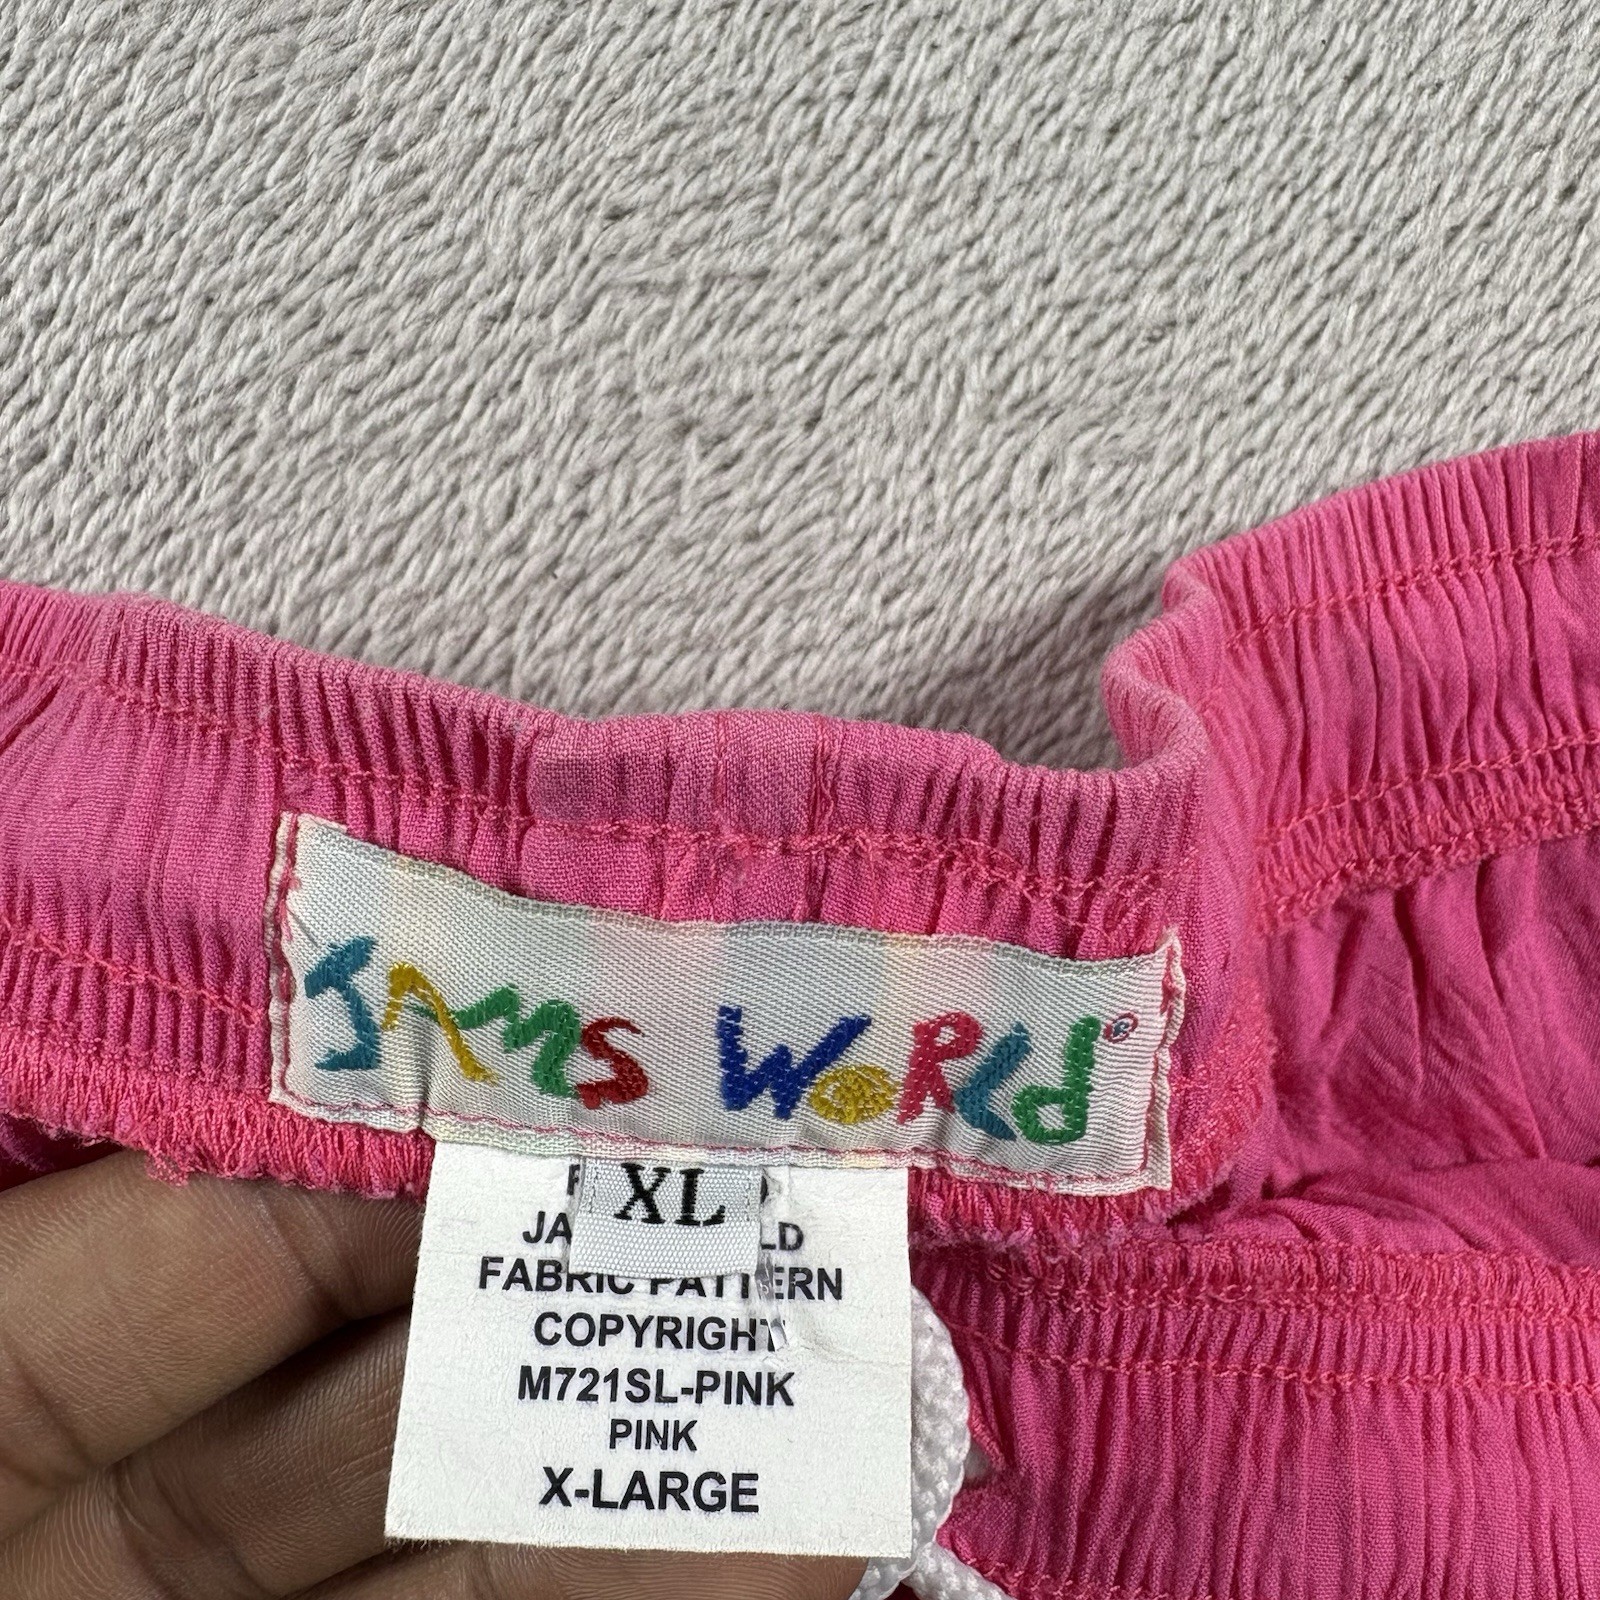 JAMS WORLD®
XL
FABRIC PATTERN
COPYRIGHT
M721SL-PINK
PINK
X-LARGE